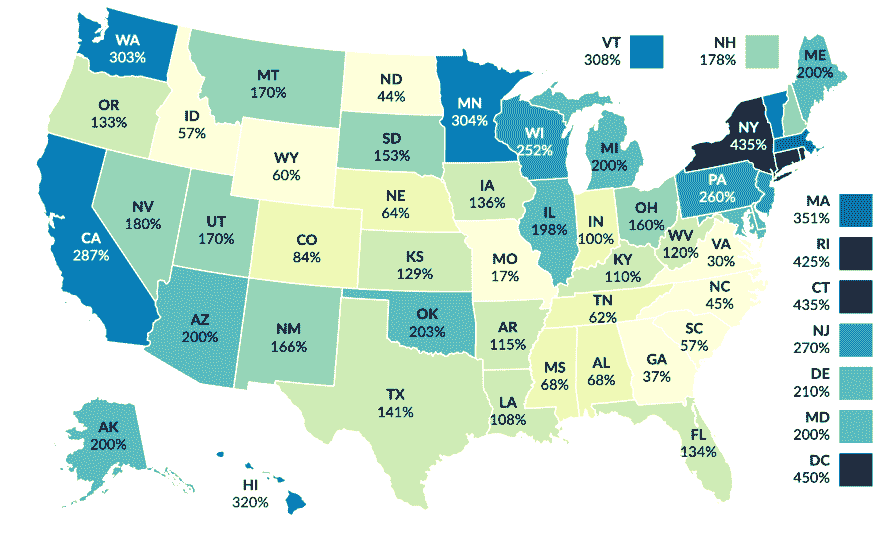 VT
308%
NH
178%
WA
303%
OR
133%
ID
57%
MT
170%
ND
44%
MN
304%
WI
252%
MI
200%
NY
435%
ME
200%
SD
153%
WY
60%
NV
180%
UT
170%
CA
287%
CO
84%
NE
64%
IA
136%
IL
198%
IN
100%
OH
160%
PA
260%
WV
120%
VA
30%
KS
129%
MO
17%
KY
110%
NC
45%
TN
62%
SC
57%
AZ
200%
NM
166%
OK
203%
AR
115%
MS
68%
AL
68%
GA
37%
TX
141%
LA
108%
FL
134%
AK
200%
HI
320%
MA
351%
RI
425%
CT
435%
NJ
270%
DE
210%
MD
200%
DC
450%